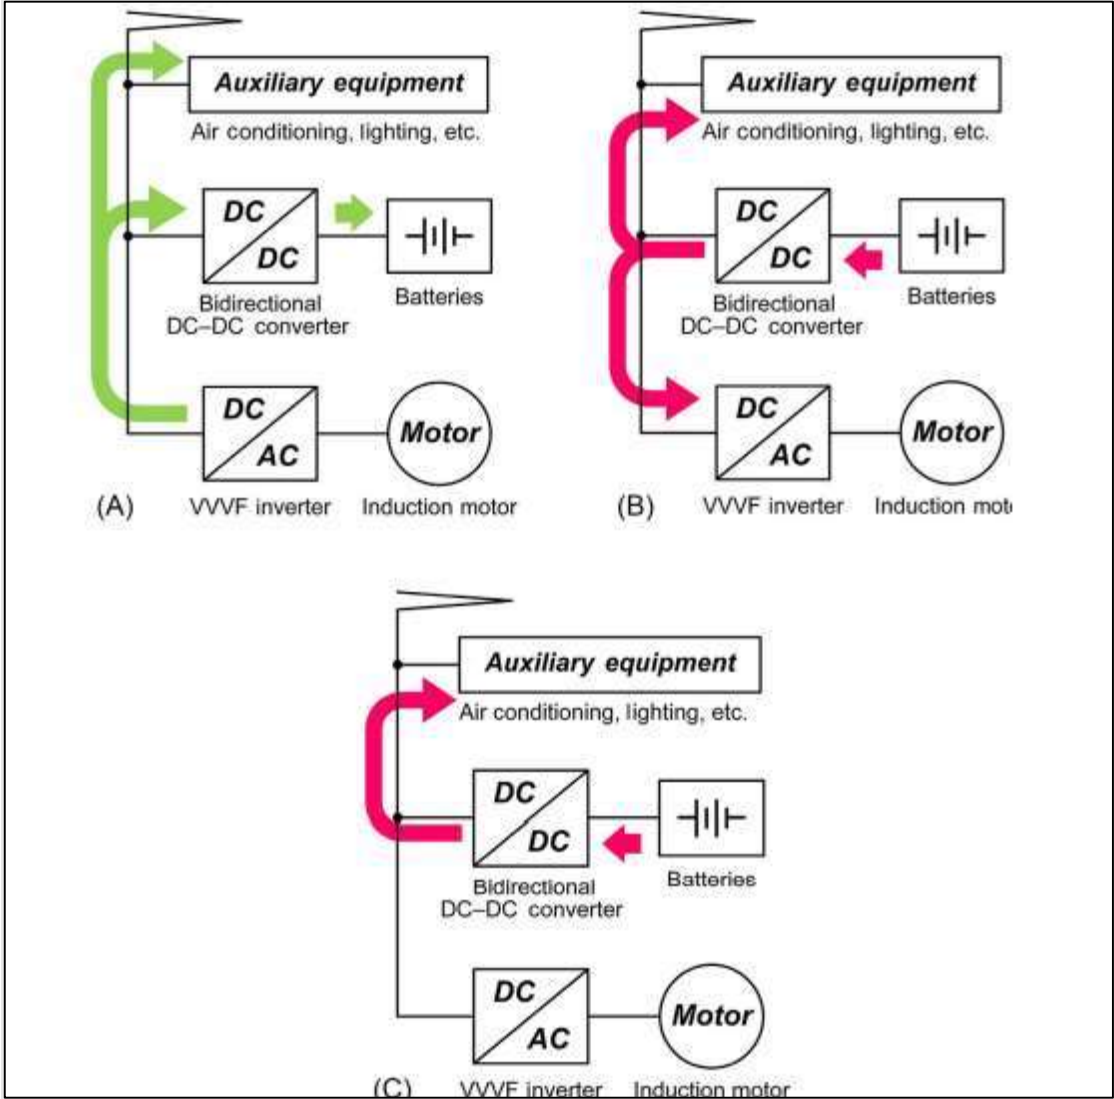 Auxiliary equipment
Air conditioning, lighting, etc.
DC
DC
Bidirectional
DC–DC converter
Batteries
DC
AC
Motor
(A)
VVVF inverter
Induction motor
Auxiliary equipment
Air conditioning, lighting, etc.
DC
DC
Bidirectional
DC–DC converter
Batteries
DC
AC
Motor
(B)
VVVF inverter
Induction mot
Auxiliary equipment
Air conditioning, lighting, etc.
DC
DC
Bidirectional
DC–DC converter
Batteries
DC
AC
Motor
(C)
VVVF inverter
Induction motor